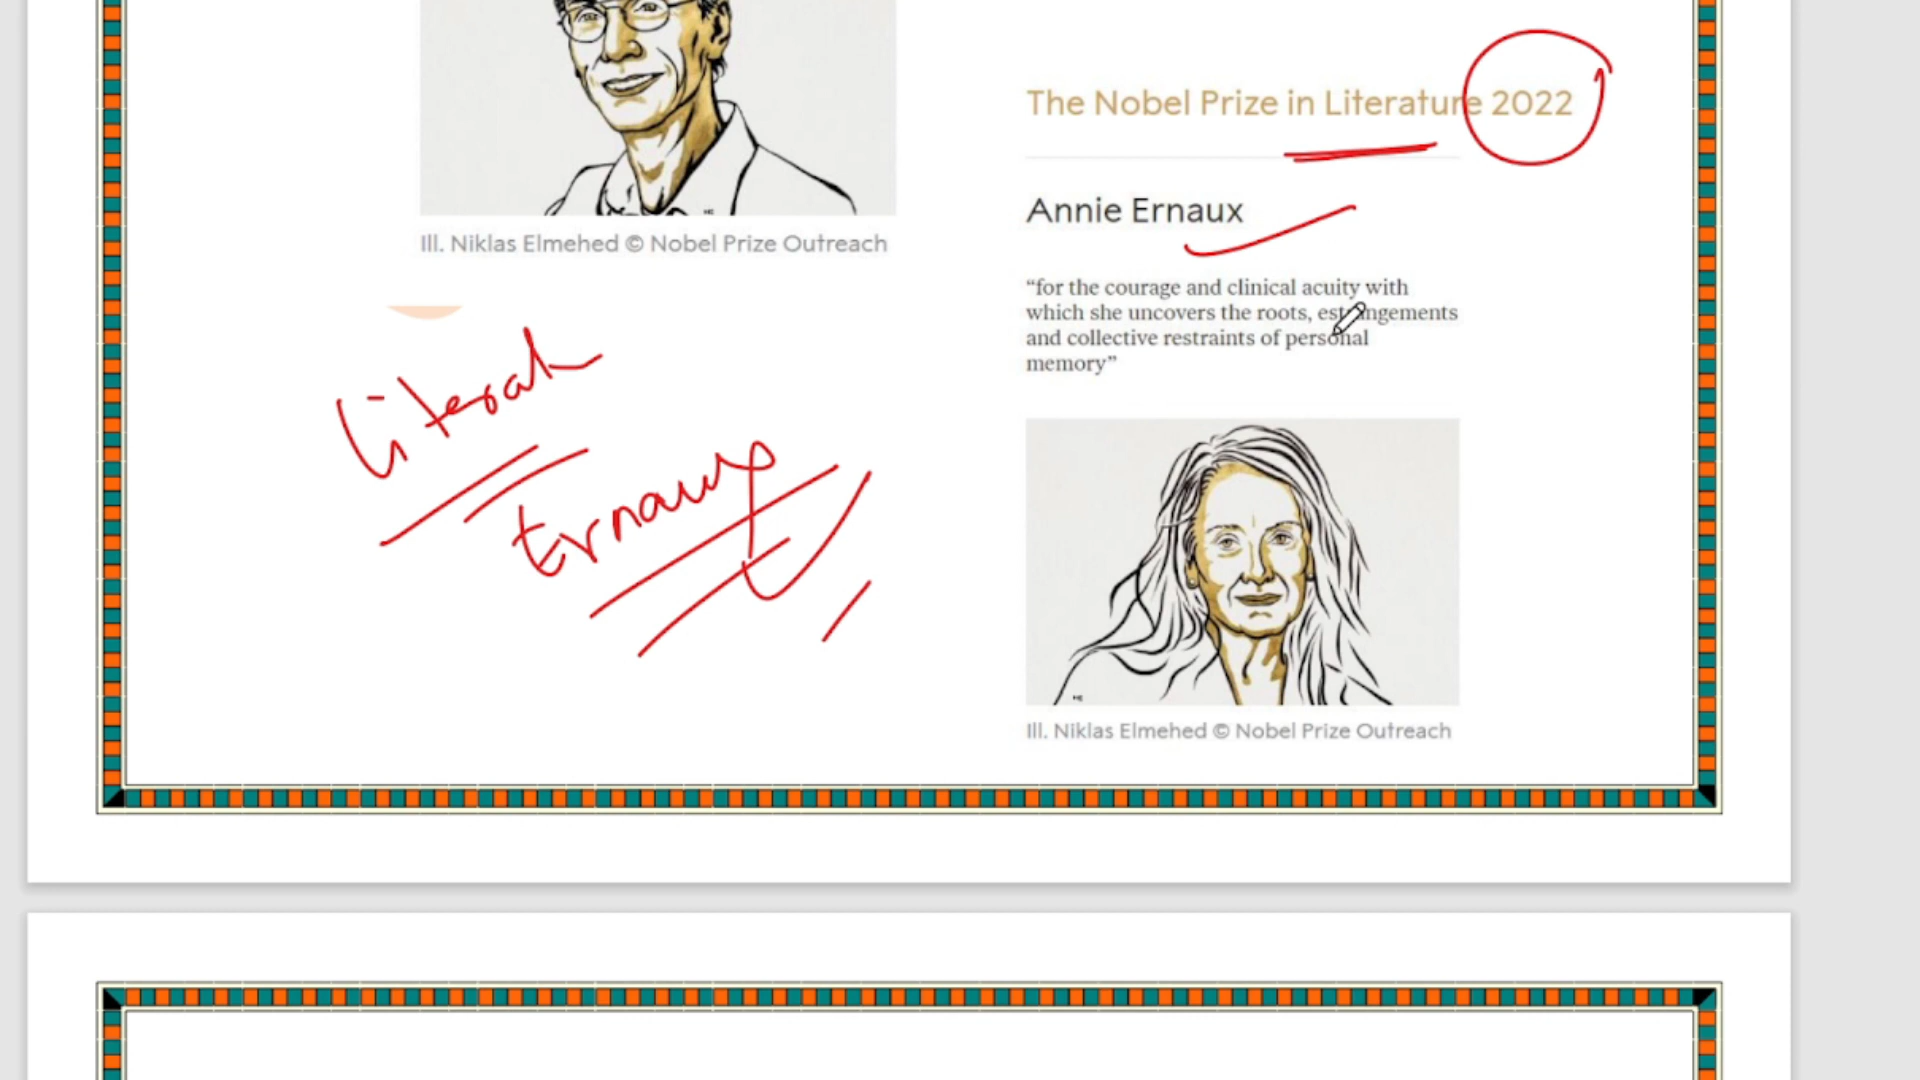 Ill. Niklas Elmehed © Nobel Prize Outreach
Literah
Ernaux
The Nobel Prize in Literature 2022
Annie Ernaux
“for the courage and clinical acuity with
which she uncovers the roots, estrangements
and collective restraints of personal
memory”
Ill. Niklas Elmehed © Nobel Prize Outreach